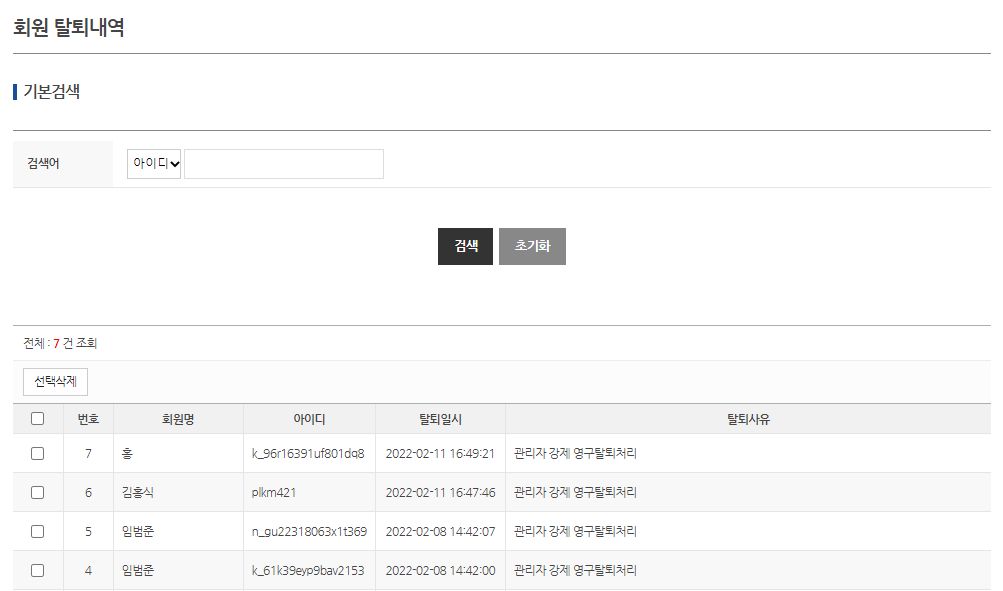 회원 탈퇴내역
기본검색
검색어 아이디
검색 초기화
전체 : 7 건 조회
선택삭제
번호 회원명 아이디 탈퇴일시 탈퇴사유
7 홍 k_96r16391uf801dq8 2022-02-11 16:49:21 관리자 강제 영구탈퇴처리
6 김홍식 plkm421 2022-02-11 16:47:46 관리자 강제 영구탈퇴처리
5 임범준 n_gu22318063x1t369 2022-02-08 14:42:07 관리자 강제 영구탈퇴처리
4 임범준 k_61k39eyp9bav2153 2022-02-08 14:42:00 관리자 강제 영구탈퇴처리